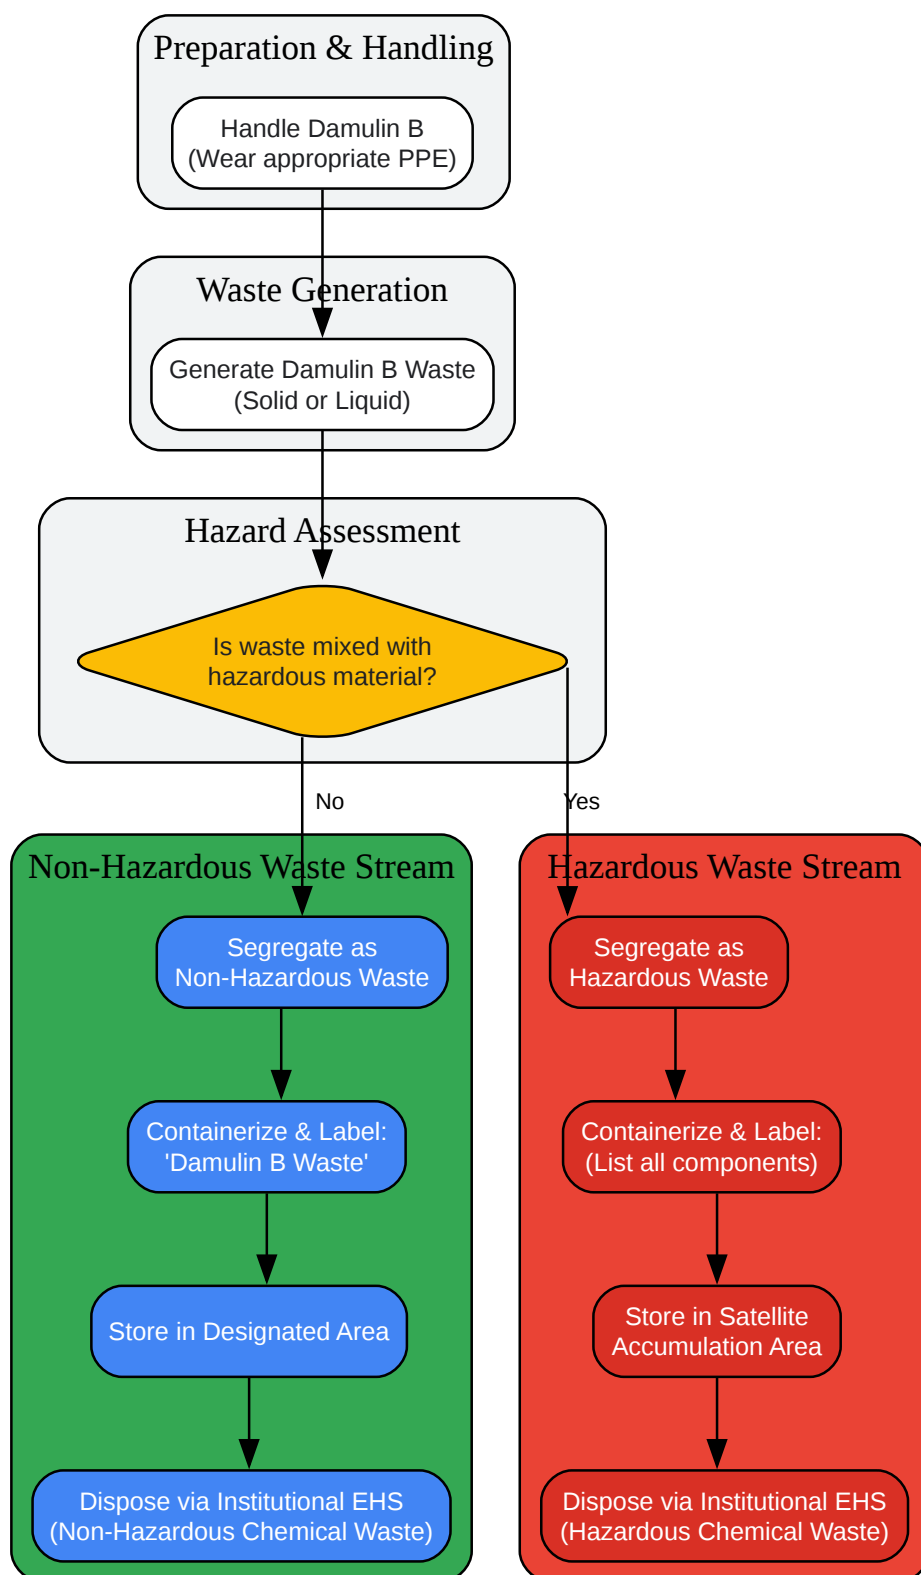 Preparation & Handling
Handle Damulin B
(Wear appropriate PPE)
Waste Generation
Generate Damulin B Waste
(Solid or Liquid)
Hazard Assessment
Is waste mixed with
hazardous material?
No
Yes
Non-Hazardous Waste Stream
Segregate as
Non-Hazardous Waste
Containerize & Label:
'Damulin B Waste'
Store in Designated Area
Dispose via Institutional EHS
(Non-Hazardous Chemical Waste)
Hazardous Waste Stream
Segregate as
Hazardous Waste
Containerize & Label:
(List all components)
Store in Satellite
Accumulation Area
Dispose via Institutional EHS
(Hazardous Chemical Waste)